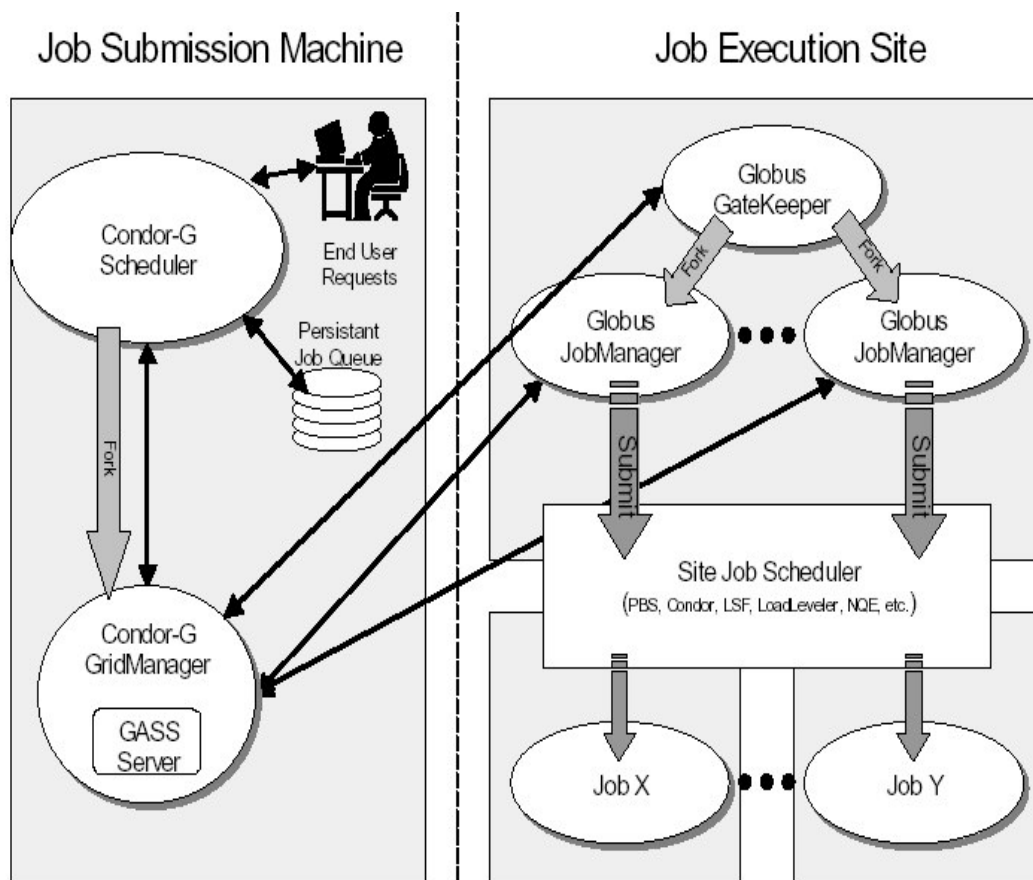 Job Submission Machine
Job Execution Site
Condor-G
Scheduler
End User
Requests
Persistant
Job Queue
Fork
Condor-G
GridManager
GASS
Server
Globus
GateKeeper
Fork
Fork
Globus
JobManager
Globus
JobManager
Submit
Submit
Site Job Scheduler
(PBS, Condor, LSF, LoadLeveler, NQE, etc.)
Job X
Job Y